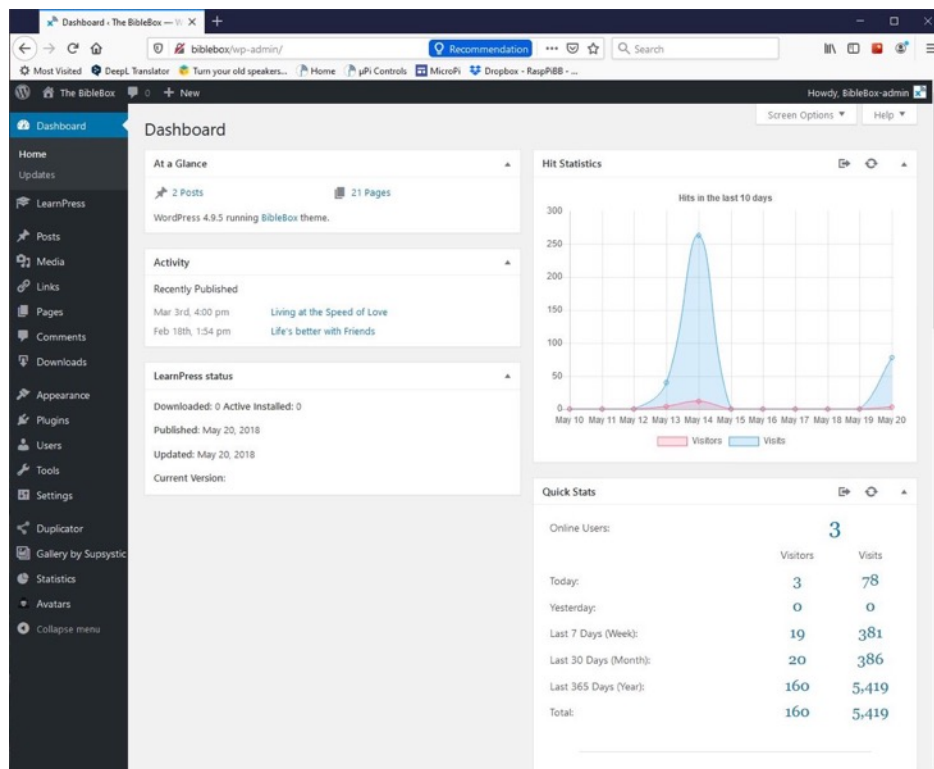 Dashboard ‹ The BibleBox — W
biblebox/wp-admin/
Recommendation
Search
Most Visited
DeepL Translator
Turn your old speakers...
Home
µPi Controls
MicroPi
Dropbox - RaspPiBB - ...
The BibleBox
0
New
Howdy, BibleBox-admin
Dashboard
Home
Updates
LearnPress
Posts
Media
Links
Pages
Comments
Downloads
Appearance
Plugins
Users
Tools
Settings
Duplicator
Gallery by Supsystic
Statistics
Avatars
Collapse menu
Screen Options
Help
Dashboard
At a Glance
2 Posts
21 Pages
WordPress 4.9.5 running BibleBox theme.
Activity
Recently Published
Mar 3rd, 4:00 pm Living at the Speed of Love
Feb 18th, 1:54 pm Life's better with Friends
LearnPress status
Downloaded: 0 Active Installed: 0
Published: May 20, 2018
Updated: May 20, 2018
Current Version:
Hit Statistics
Hits in the last 10 days
300
250
200
150
100
50
0
May 10 May 11 May 12 May 13 May 14 May 15 May 16 May 17 May 18 May 19 May 20
Visitors Visits
Quick Stats
Online Users: 3
Visitors Visits
Today: 3 78
Yesterday: 0 0
Last 7 Days (Week): 19 381
Last 30 Days (Month): 20 386
Last 365 Days (Year): 160 5,419
Total: 160 5,419